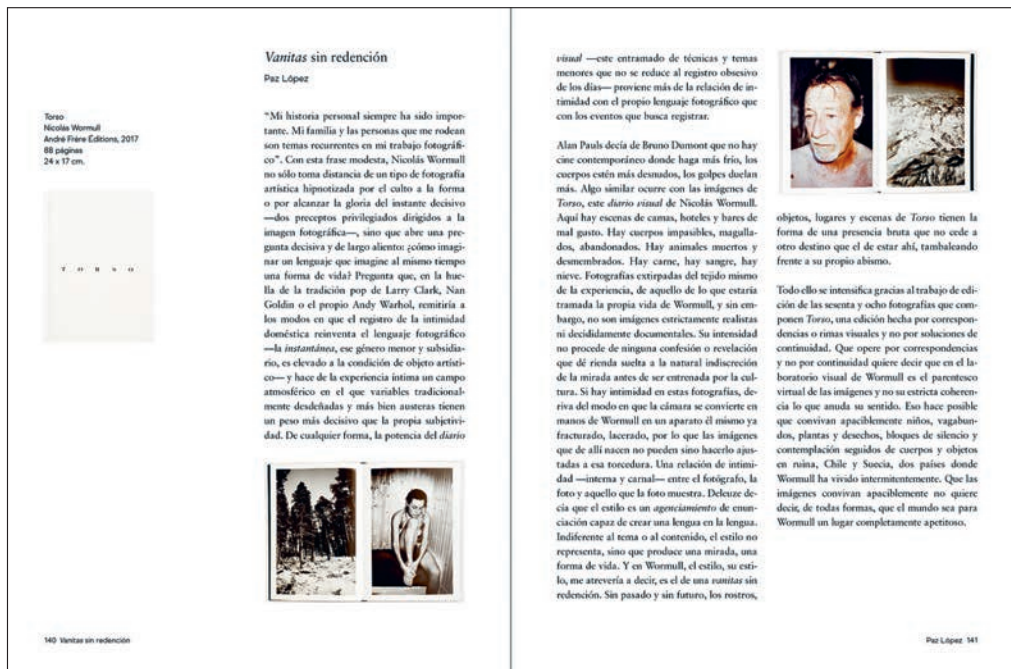 Vanitas sin redención
Paz López
Torso
Nicolás Wormull
André Frére Éditions, 2017
88 páginas
24 x 17 cm.
TORSO
“Mi historia personal siempre ha sido impor-
tante. Mi familia y las personas que me rodean
son temas recurrentes en mi trabajo fotográfi-
co”. Con esta frase modesta, Nicolás Wormull
no sólo toma distancia de un tipo de fotografía
artística hipnotizada por el culto a la forma
o por alcanzar la gloria del instante decisivo
—dos preceptos privilegiados dirigidos a la
imagen fotográfica—, sino que abre una pre-
gunta decisiva y de largo aliento: ¿cómo imagi-
nar un lenguaje que imagine al mismo tiempo
una forma de vida? Pregunta que, en la hue-
lla de la tradición pop de Larry Clark, Nan
Goldin o el propio Andy Warhol, remitiría a
los modos en que el registro de la intimidad
doméstica reinventa el lenguaje fotográfico
—la instantánea, ese género menor y subsidia-
rio, es elevado a la condición de objeto artísti-
co— y hace de la experiencia íntima un campo
atmosférico en el que variables tradicional-
mente desdeñadas y más bien austeras tienen
un peso más decisivo que la propia subjetivi-
dad. De cualquier forma, la potencia del diario
140 Vanitas sin redención
visual —este entramado de técnicas y temas
menores que no se reduce al registro obsesivo
de los días— proviene más de la relación de in-
timidad con el propio lenguaje fotográfico que
con los eventos que busca registrar.
Alan Pauls decía de Bruno Dumont que no hay
cine contemporáneo donde haga más frío, los
cuerpos estén más desnudos, los golpes duelan
más. Algo similar ocurre con las imágenes de
Torso, este diario visual de Nicolás Wormull.
Aquí hay escenas de camas, hoteles y bares de
mal gusto. Hay cuerpos impasibles, magulla-
dos, abandonados. Hay animales muertos y
desmembrados. Hay carne, hay sangre, hay
nieve. Fotografías extirpadas del tejido mismo
de la experiencia, de aquello de lo que estaría
tramada la propia vida de Wormull, y sin em-
bargo, no son imágenes estrictamente realistas
ni decididamente documentales. Su intensidad
no procede de ninguna confesión o revelación
que dé rienda suelta a la natural indiscreción
de la mirada antes de ser entrenada por la cul-
tura. Si hay intimidad en estas fotografías, de-
riva del modo en que la cámara se convierte en
manos de Wormull en un aparato él mismo ya
fracturado, lacerado, por lo que las imágenes
que de allí nacen no pueden sino hacerlo ajus-
tadas a esa torcedura. Una relación de intimi-
dad —interna y carnal— entre el fotógrafo, la
foto y aquello que la foto muestra. Deleuze de-
cía que el estilo es un agenciamiento de enun-
ciación capaz de crear una lengua en la lengua.
Indiferente al tema o al contenido, el estilo no
representa, sino que produce una mirada, una
forma de vida. Y en Wormull, el estilo, su esti-
lo, me atrevería a decir, es el de una vanitas sin
redención. Sin pasado y sin futuro, los rostros,
objetos, lugares y escenas de Torso tienen la
forma de una presencia bruta que no cede a
otro destino que el de estar ahí, tambaleando
frente a su propio abismo.
Todo ello se intensifica gracias al trabajo de edi-
ción de las sesenta y ocho fotografías que com-
ponen Torso, una edición hecha por correspon-
dencias o rimas visuales y no por soluciones de
continuidad. Que opere por correspondencias
y no por continuidad quiere decir que en el la-
boratorio visual de Wormull es el parentesco
virtual de las imágenes y no su estricta coheren-
cia lo que anuda su sentido. Eso hace posible
que convivan apaciblemente niños, vagabun-
dos, plantas y desechos, bloques de silencio y
contemplación seguidos de cuerpos y objetos
en ruina, Chile y Suecia, dos países donde
Wormull ha vivido intermitentemente. Que las
imágenes convivan apaciblemente no quiere
decir, de todas formas, que el mundo sea para
Wormull un lugar completamente apetitoso.
Paz López 141